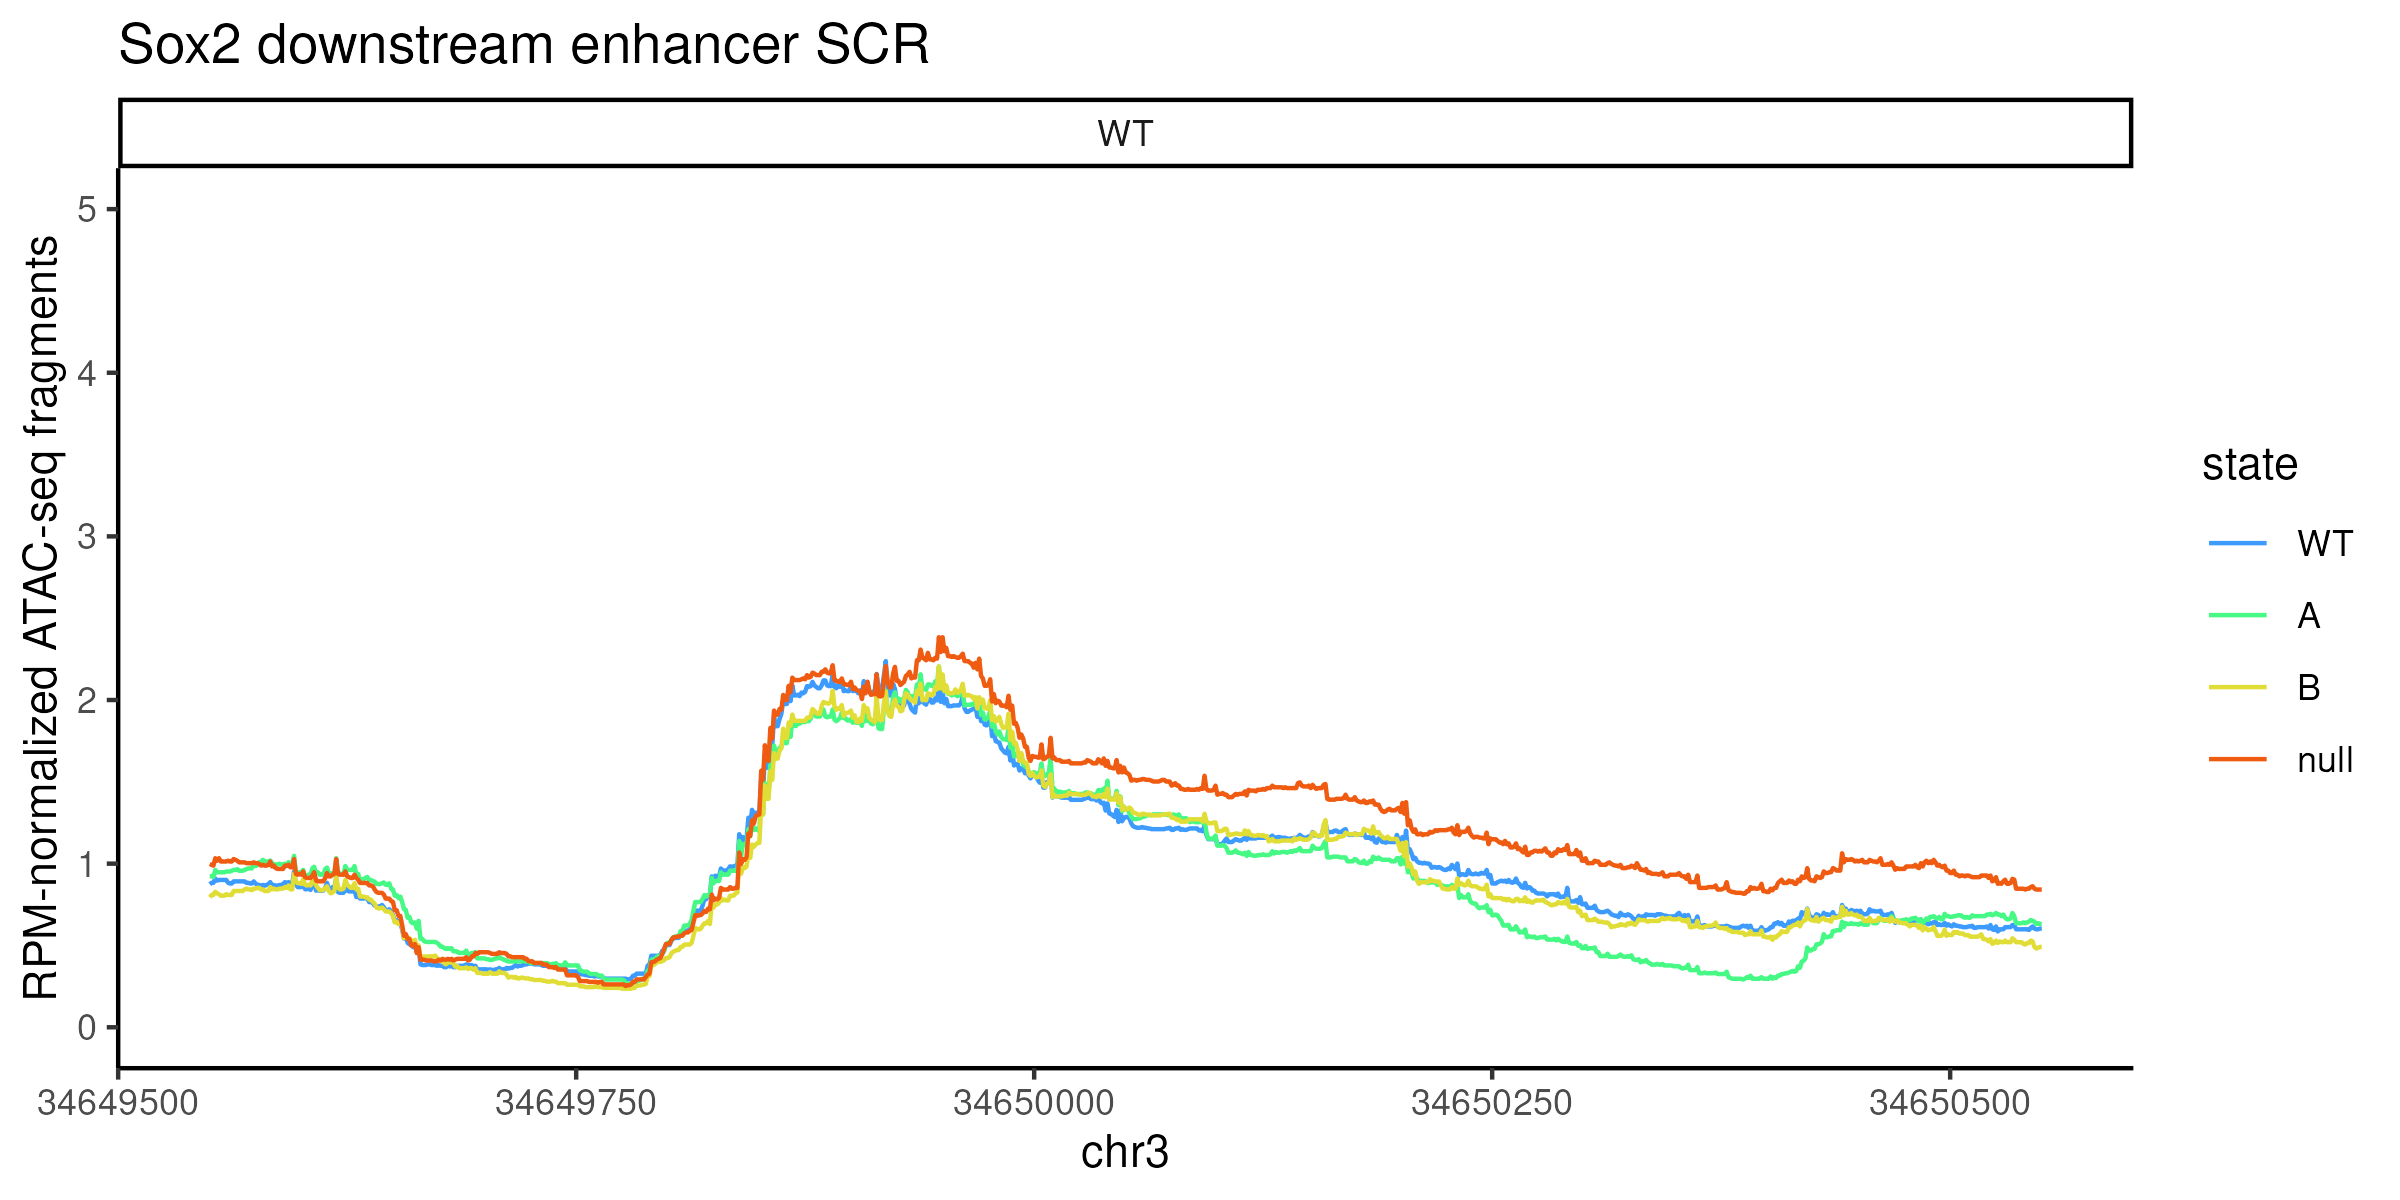 Sox2 downstream enhancer SCR
WT
RPM-normalized ATAC-seq fragments
5
4
3
2
1
0
34649500 34649750 34650000 34650250 34650500
chr3
state
WT
A
B
null